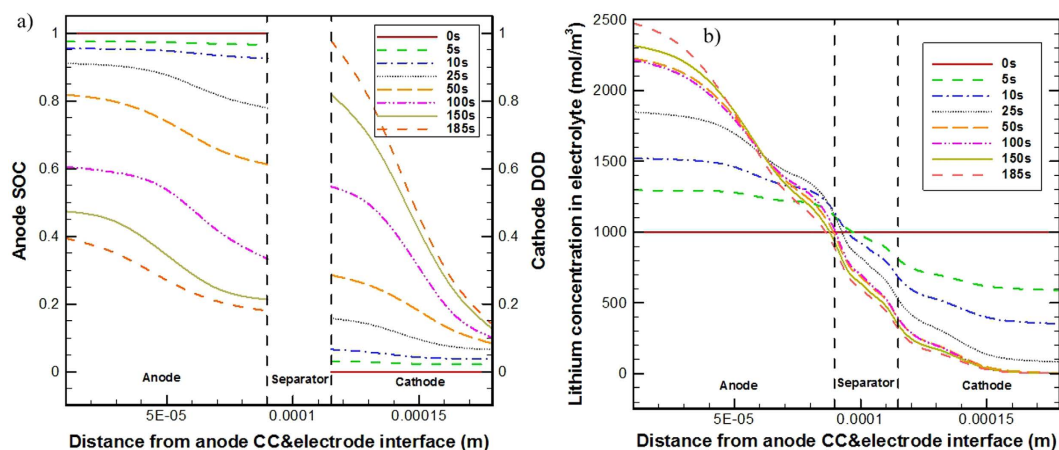 a)
1
0.8
0.6
0.4
0.2
0
Anode SOC
0s
5s
10s
25s
50s
100s
150s
185s
1
0.8
0.6
0.4
0.2
0
Cathode DOD
Anode
Separator
Cathode
5E-05
0.0001
0.00015
Distance from anode CC&electrode interface (m)
b)
2500
2000
1500
1000
500
0
Lithium concentration in electrolyte (mol/m³)
0s
5s
10s
25s
50s
100s
150s
185s
Anode
Separator
Cathode
5E-05
0.0001
0.00015
Distance from anode CC&electrode interface (m)